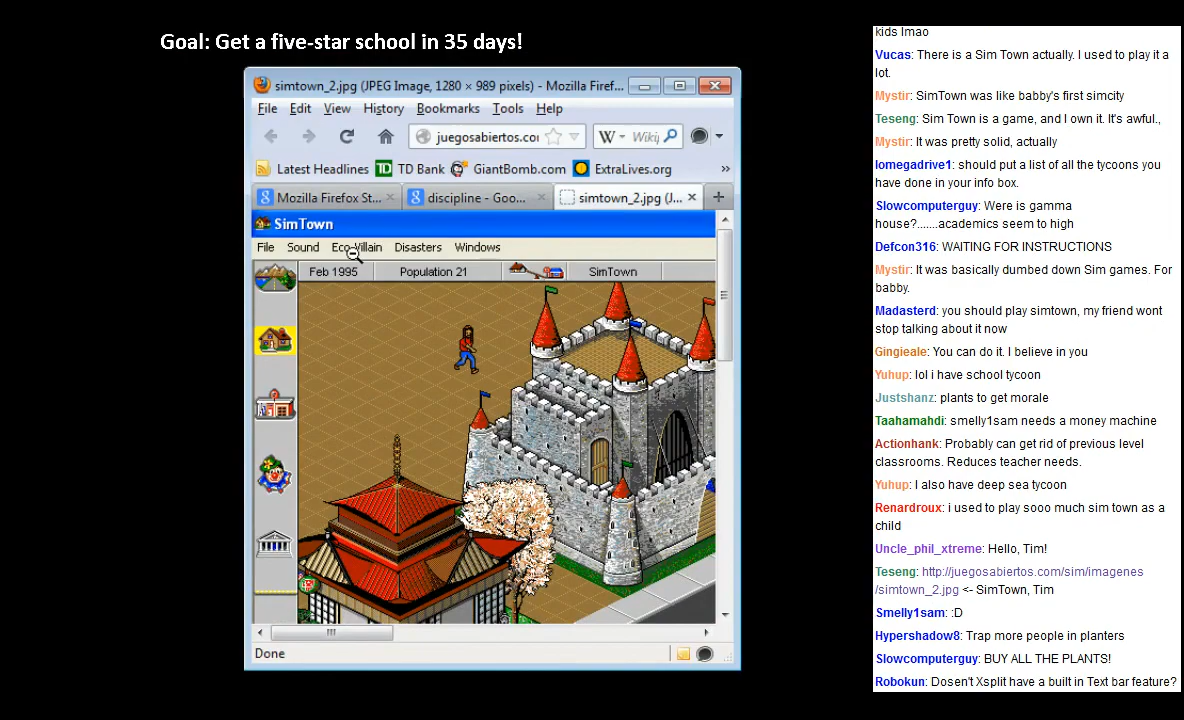 Goal: Get a five-star school in 35 days!
simtown_2.jpg (JPEG Image, 1280 × 989 pixels) - Mozilla Firef...
File Edit View History Bookmarks Tools Help
juegosabiertos.coi
W
Wikip
Latest Headlines TD TD Bank GiantBomb.com ExtraLives.org »
Mozilla Firefox St... discipline - Goo... simtown_2.jpg (J...
SimTown
File Sound Eco-Villain Disasters Windows
Feb 1995 Population 21 SimTown
Done
kids lmao
Vucas: There is a Sim Town actually. I used to play it a
lot.
Mystir: SimTown was like babby's first simcity
Teseng: Sim Town is a game, and I own it. It's awful.,
Mystir: It was pretty solid, actually
Iomegadrive1: should put a list of all the tycoons you
have done in your info box.
Slowcomputerguy: Were is gamma
house?.......academics seem to high
Defcon316: WAITING FOR INSTRUCTIONS
Mystir: It was basically dumbed down Sim games. For
babby.
Madasterd: you should play simtown, my friend wont
stop talking about it now
Gingieale: You can do it. I believe in you
Yuhup: lol i have school tycoon
Justshanz: plants to get morale
Taahamahdi: smelly1sam needs a money machine
Actionhank: Probably can get rid of previous level
classrooms. Reduces teacher needs.
Yuhup: I also have deep sea tycoon
Renardroux: i used to play sooo much sim town as a
child
Uncle_phil_xtreme: Hello, Tim!
Teseng: http://juegosabiertos.com/sim/imagenes
/simtown_2.jpg <- SimTown, Tim
Smelly1sam: :D
Hypershadow8: Trap more people in planters
Slowcomputerguy: BUY ALL THE PLANTS!
Robokun: Dosen't Xsplit have a built in Text bar feature?